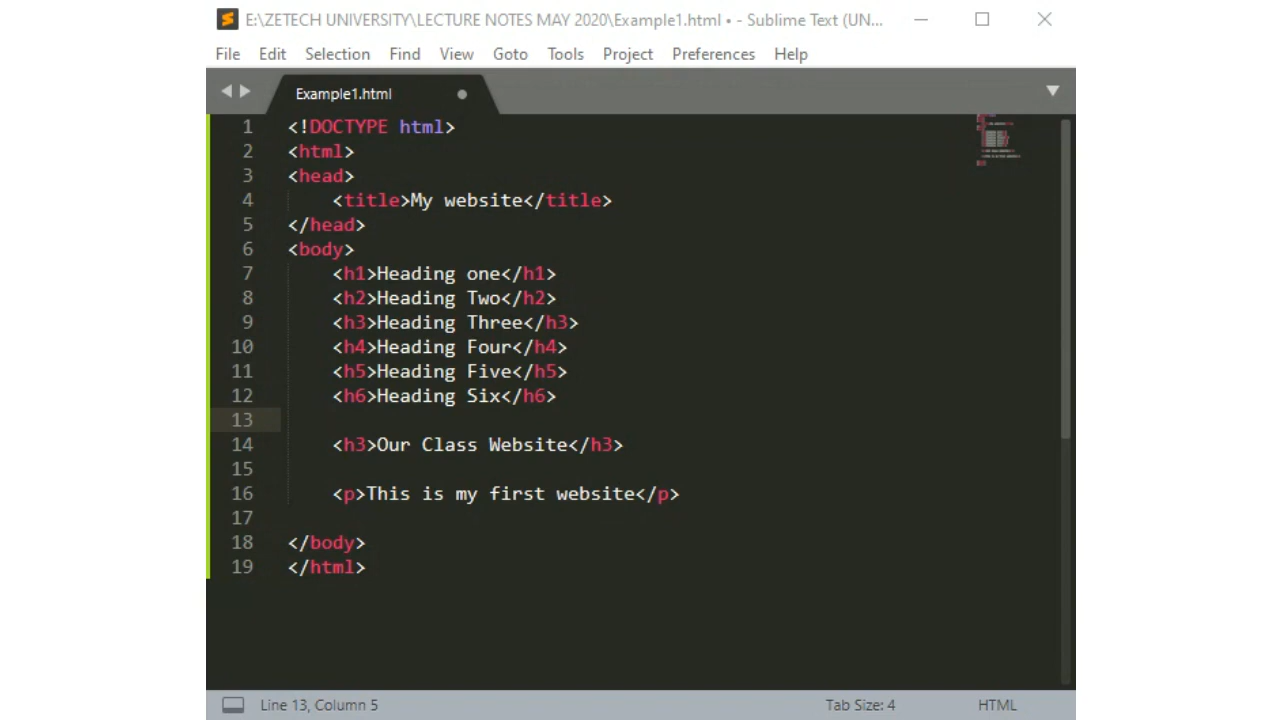 E:\ZETECH UNIVERSITY\LECTURE NOTES MAY 2020\Example1.html • - Sublime Text (UN...
File Edit Selection Find View Goto Tools Project Preferences Help
Example1.html
1 <!DOCTYPE html>
2 <html>
3 <head>
4 <title>My website</title>
5 </head>
6 <body>
7 <h1>Heading one</h1>
8 <h2>Heading Two</h2>
9 <h3>Heading Three</h3>
10 <h4>Heading Four</h4>
11 <h5>Heading Five</h5>
12 <h6>Heading Six</h6>
13
14 <h3>Our Class Website</h3>
15
16 <p>This is my first website</p>
17
18 </body>
19 </html>
Line 13, Column 5 Tab Size: 4 HTML